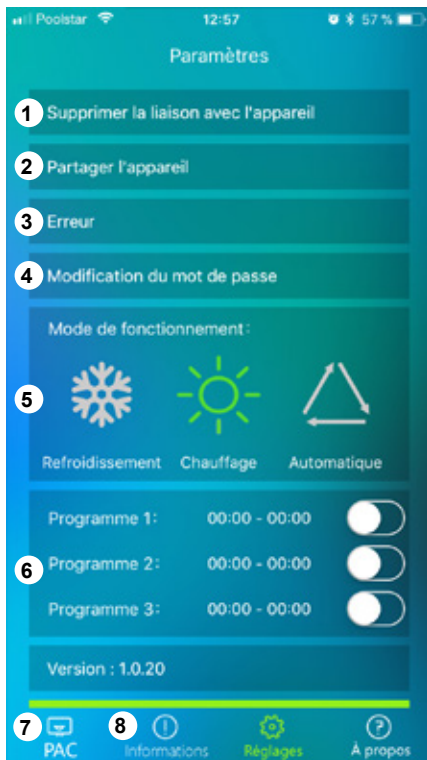 Poolstar 12:57 57 %
Paramètres
1 Supprimer la liaison avec l'appareil
2 Partager l'appareil
3 Erreur
4 Modification du mot de passe
Mode de fonctionnement:
5
Refroidissement Chauffage Automatique
Programme 1: 00:00 - 00:00
6 Programme 2: 00:00 - 00:00
Programme 3: 00:00 - 00:00
Version : 1.0.20
7 8
PAC Informations Réglages À propos